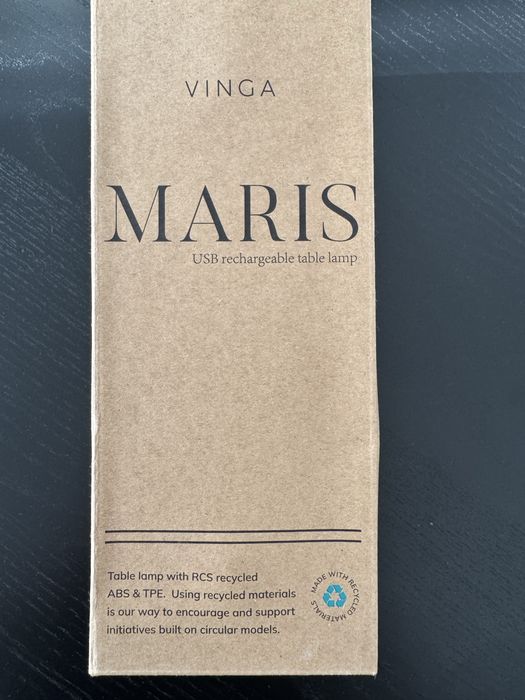 VINGA
MARIS
USB rechargeable table lamp
Table lamp with RCS recycled
ABS & TPE. Using recycled materials
is our way to encourage and support
initiatives built on circular models.
MADE WITH RECYCLED MATERIALS